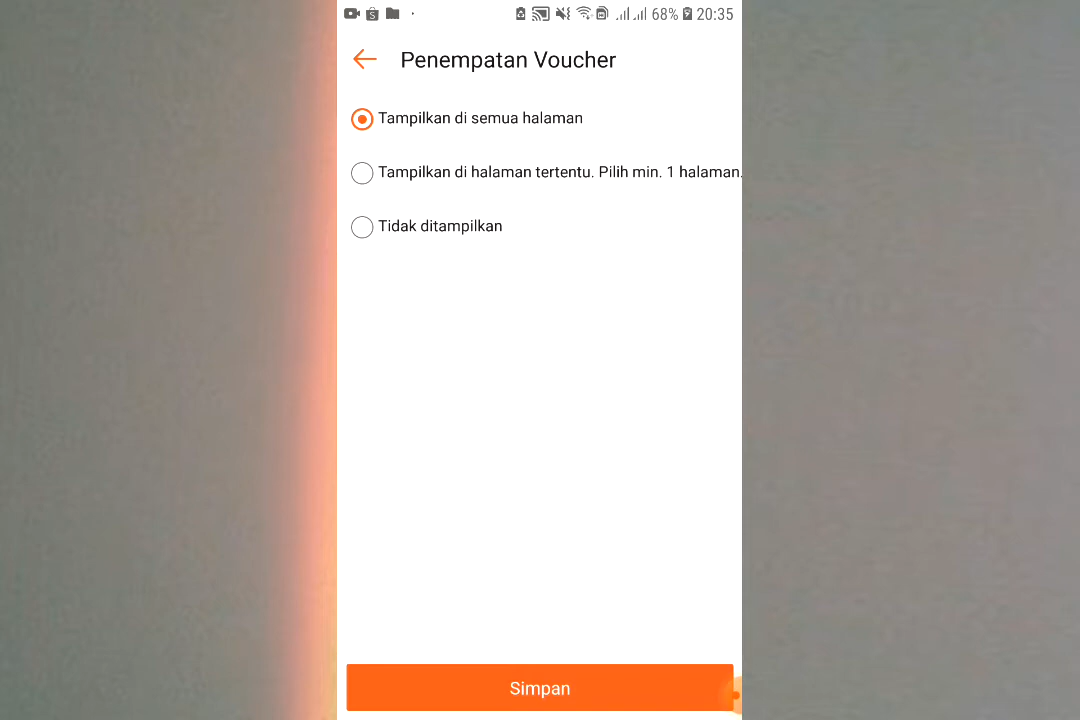 68% 20:35
Penempatan Voucher
Tampilkan di semua halaman
Tampilkan di halaman tertentu. Pilih min. 1 halaman.
Tidak ditampilkan
Simpan